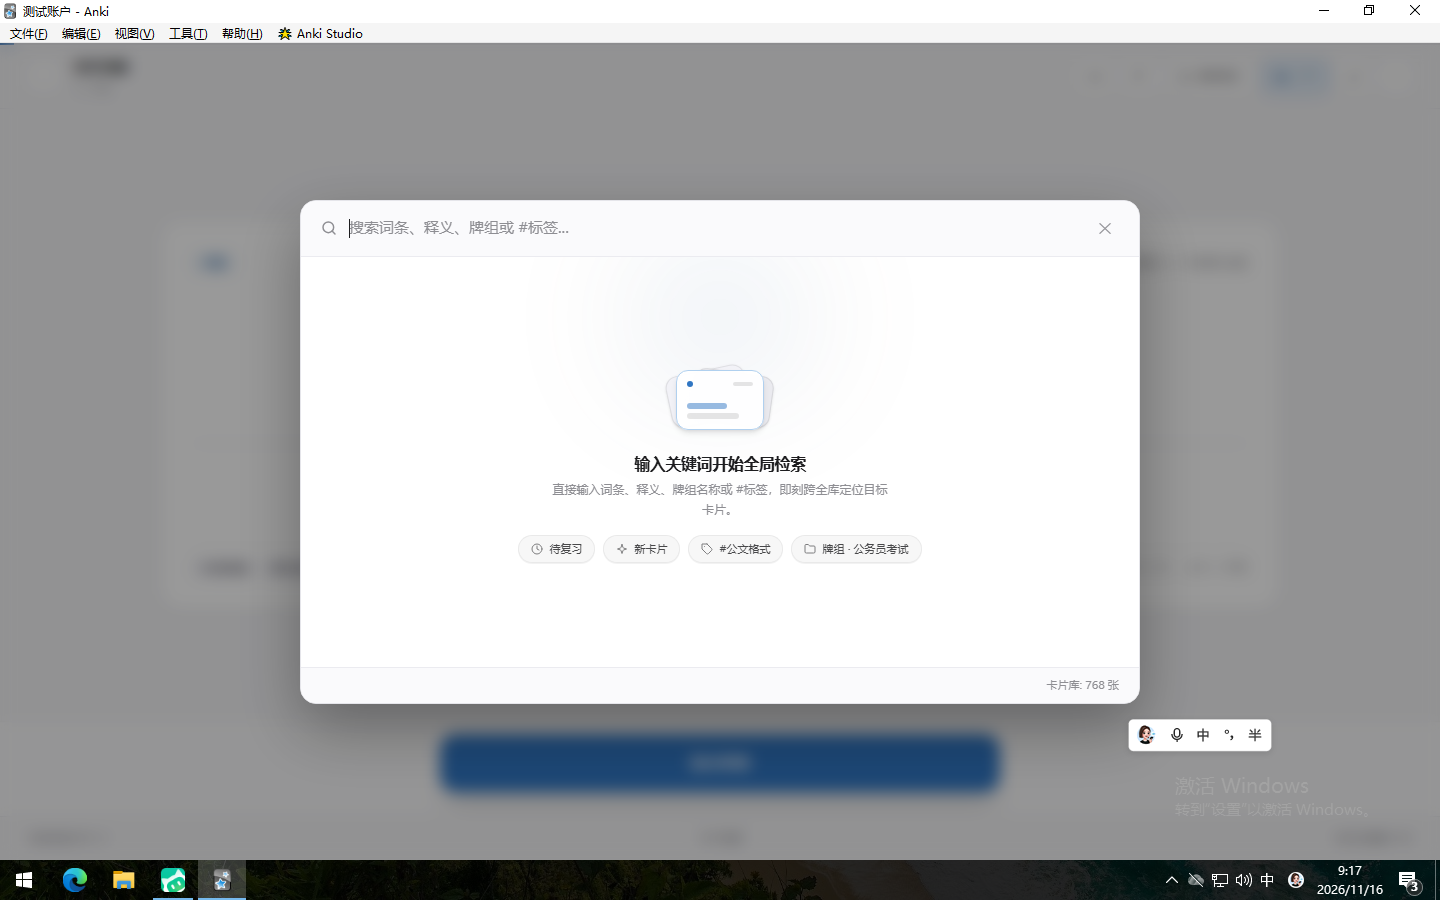 测试账户 - Anki
文件(F) 编辑(E) 视图(V) 工具(T) 帮助(H) Anki Studio
搜索词条、释义、牌组或 #标签...
输入关键词开始全局检索
直接输入词条、释义、牌组名称或 #标签，即刻跨全库定位目标
卡片。
待复习 新卡片 #公文格式 牌组 · 公务员考试
卡片库: 768 张
中 °, 半
激活 Windows
转到"设置"以激活 Windows。
中
9:17
2026/11/16
3